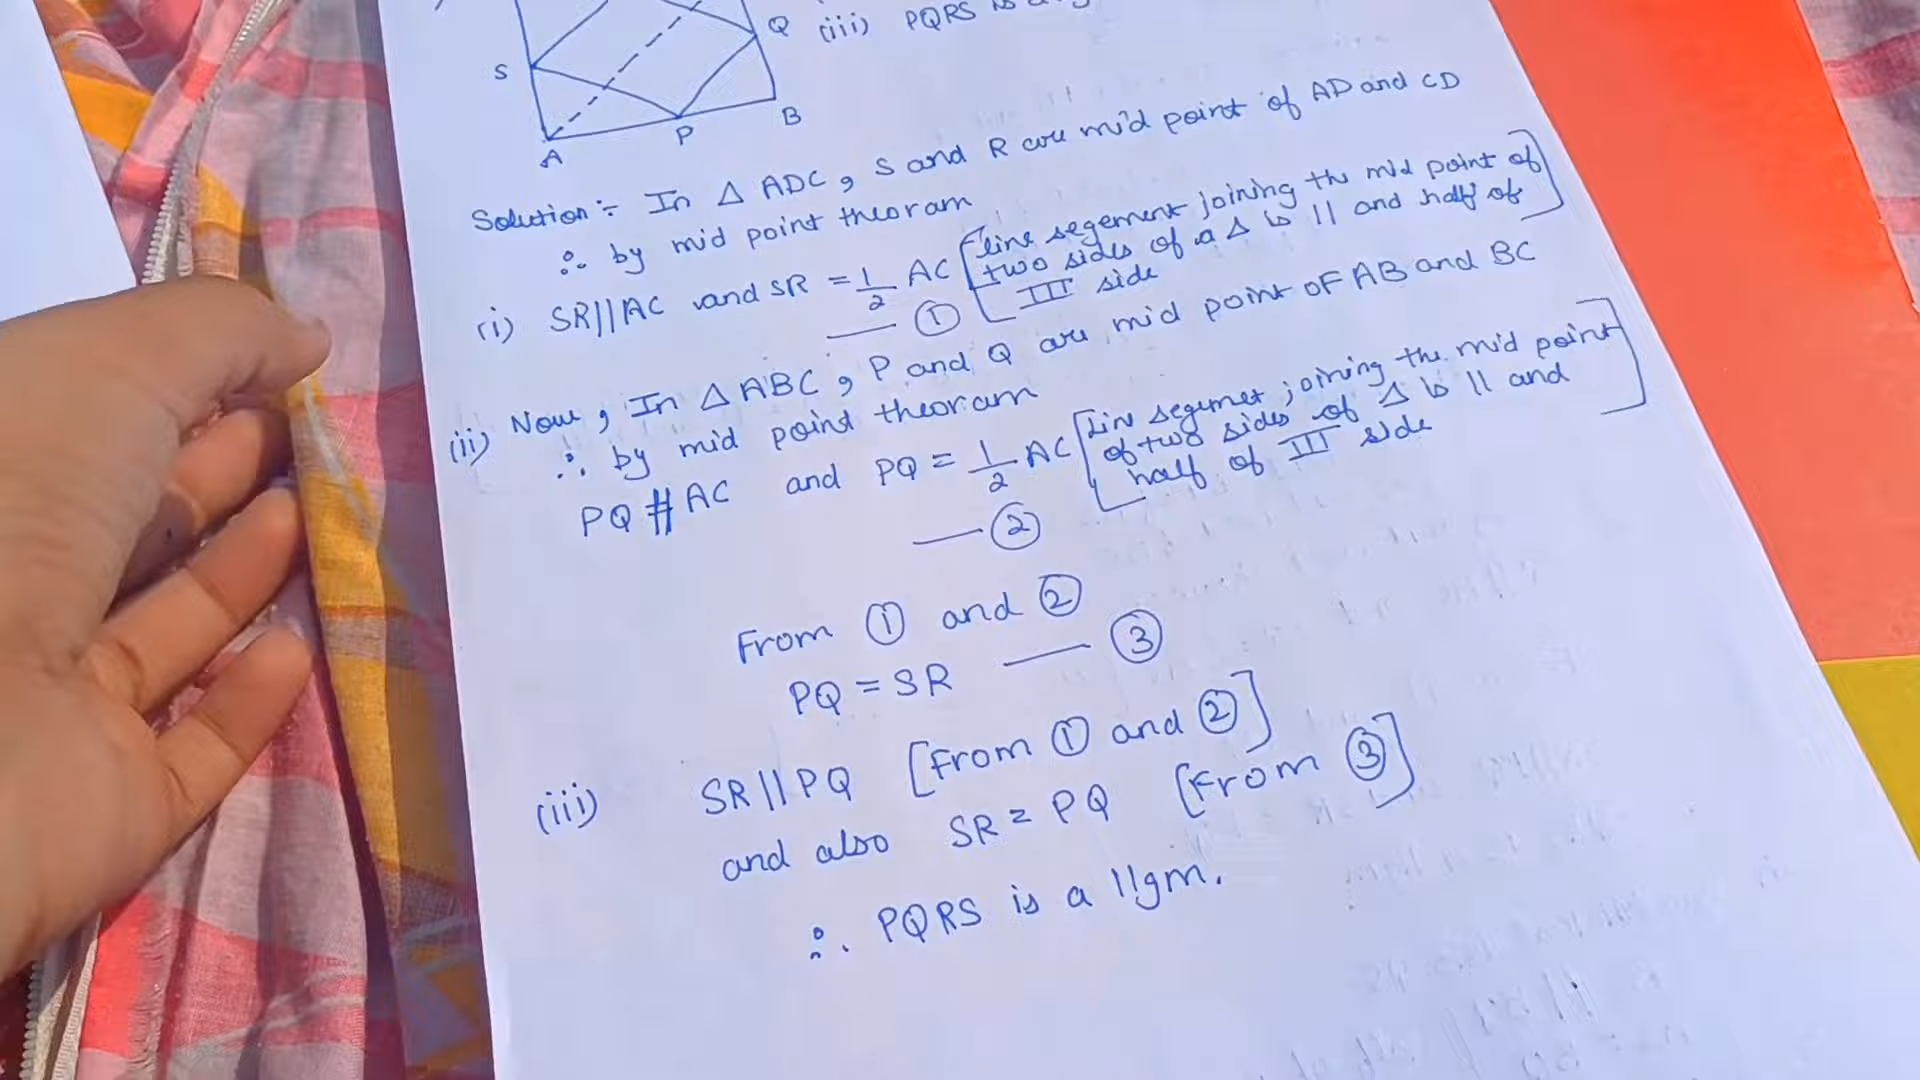 Q (iii) PQRS is a
S
B
P
A
Solution :- In △ ADC, S and R are mid point of AD and CD
∴ by mid point theoram
(i) SR||AC and SR = 1/2 AC [line segement joining the mid point of
two sides of a △ is || and half of
III side]
—— ①
(ii) Now, In △ ABC, P and Q are mid point OF AB and BC
∴ by mid point theoram
PQ || AC and PQ = 1/2 AC [Line segemet joining the mid point
of two sides of △ is || and
half of III side]
—— ②
From ① and ②
PQ = SR —— ③
(iii) SR||PQ [From ① and ②]
and also SR = PQ [From ③]
∴ PQRS is a ||gm.